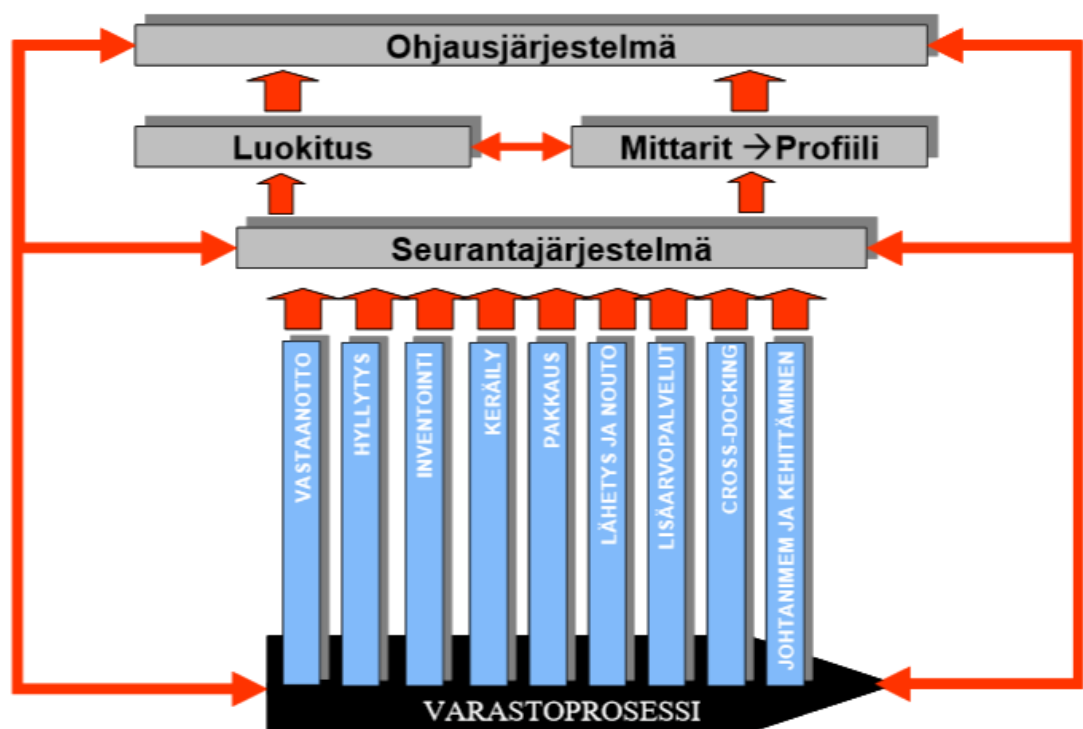 Ohjausjärjestelmä
Luokitus
Mittarit →Profiili
Seurantajärjestelmä
VASTAANOTTO
HYLLYTYS
INVENTOINTI
KERÄILY
PAKKAUS
LÄHETYS JA NOUTO
LISÄARVOPALVELUT
CROSS-DOCKING
JOHTANIMEM JA KEHITTÄMINEN
VARASTOPROSESSI